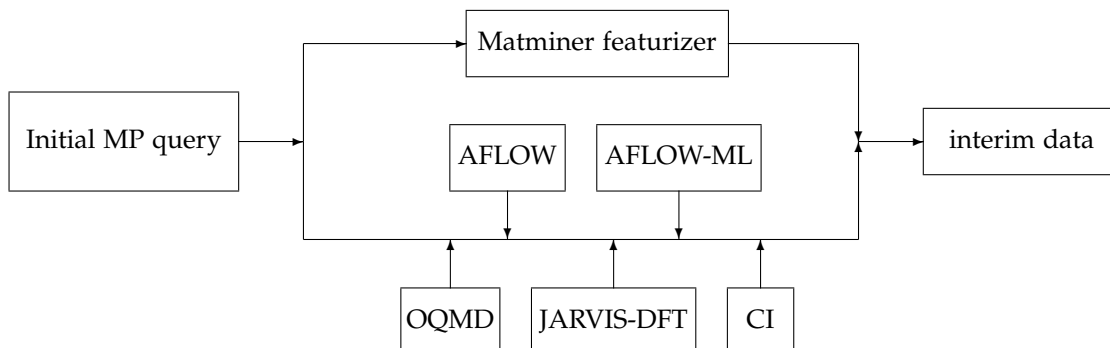 Matminer featurizer
Initial MP query
interim data
AFLOW
AFLOW-ML
OQMD
JARVIS-DFT
CI